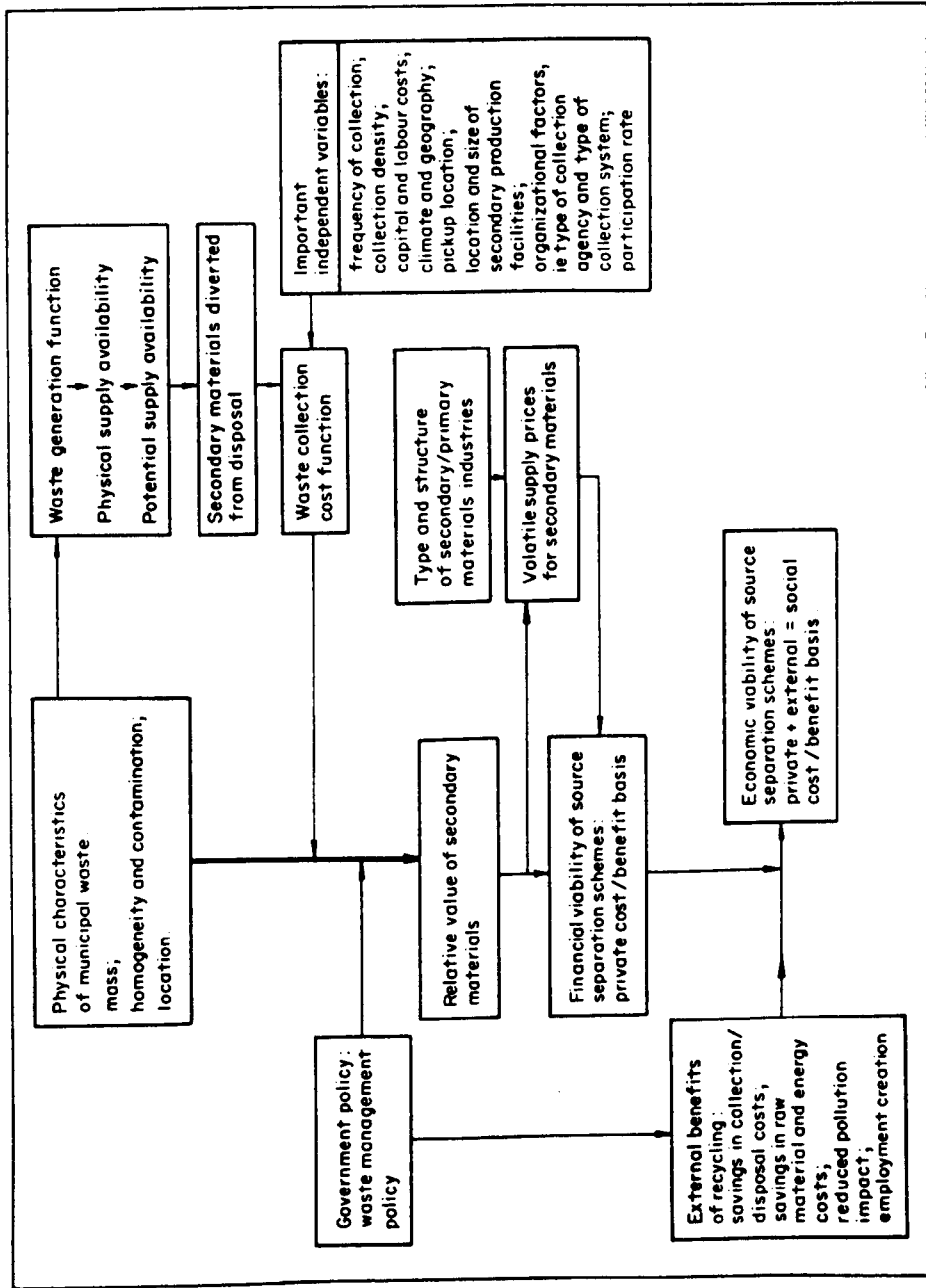 Physical characteristics
of municipal waste
mass;
homogeneity and contamination;
location.
Waste generation function
Physical supply availability
Potential supply availability
Secondary materials diverted
from disposal
Waste collection
cost function
Important
independent variables:
frequency of collection;
collection density;
capital and labour costs;
climate and geography;
pickup location;
location and size of
secondary production
facilities;
organizational factors,
ie type of collection
agency and type of
collection system;
participation rate
Government policy:
waste management
policy
Relative value of secondary
materials
Type and structure
of secondary/primary
materials industries
Volatile supply prices
for secondary materials
Financial viability of source
separation schemes:
private cost/benefit basis
External benefits
of recycling:
savings in collection/
disposal costs;
savings in raw
material and energy
costs;
reduced pollution
impact;
employment creation
Economic viability of source
separation schemes:
private + external = social
cost/benefit basis.